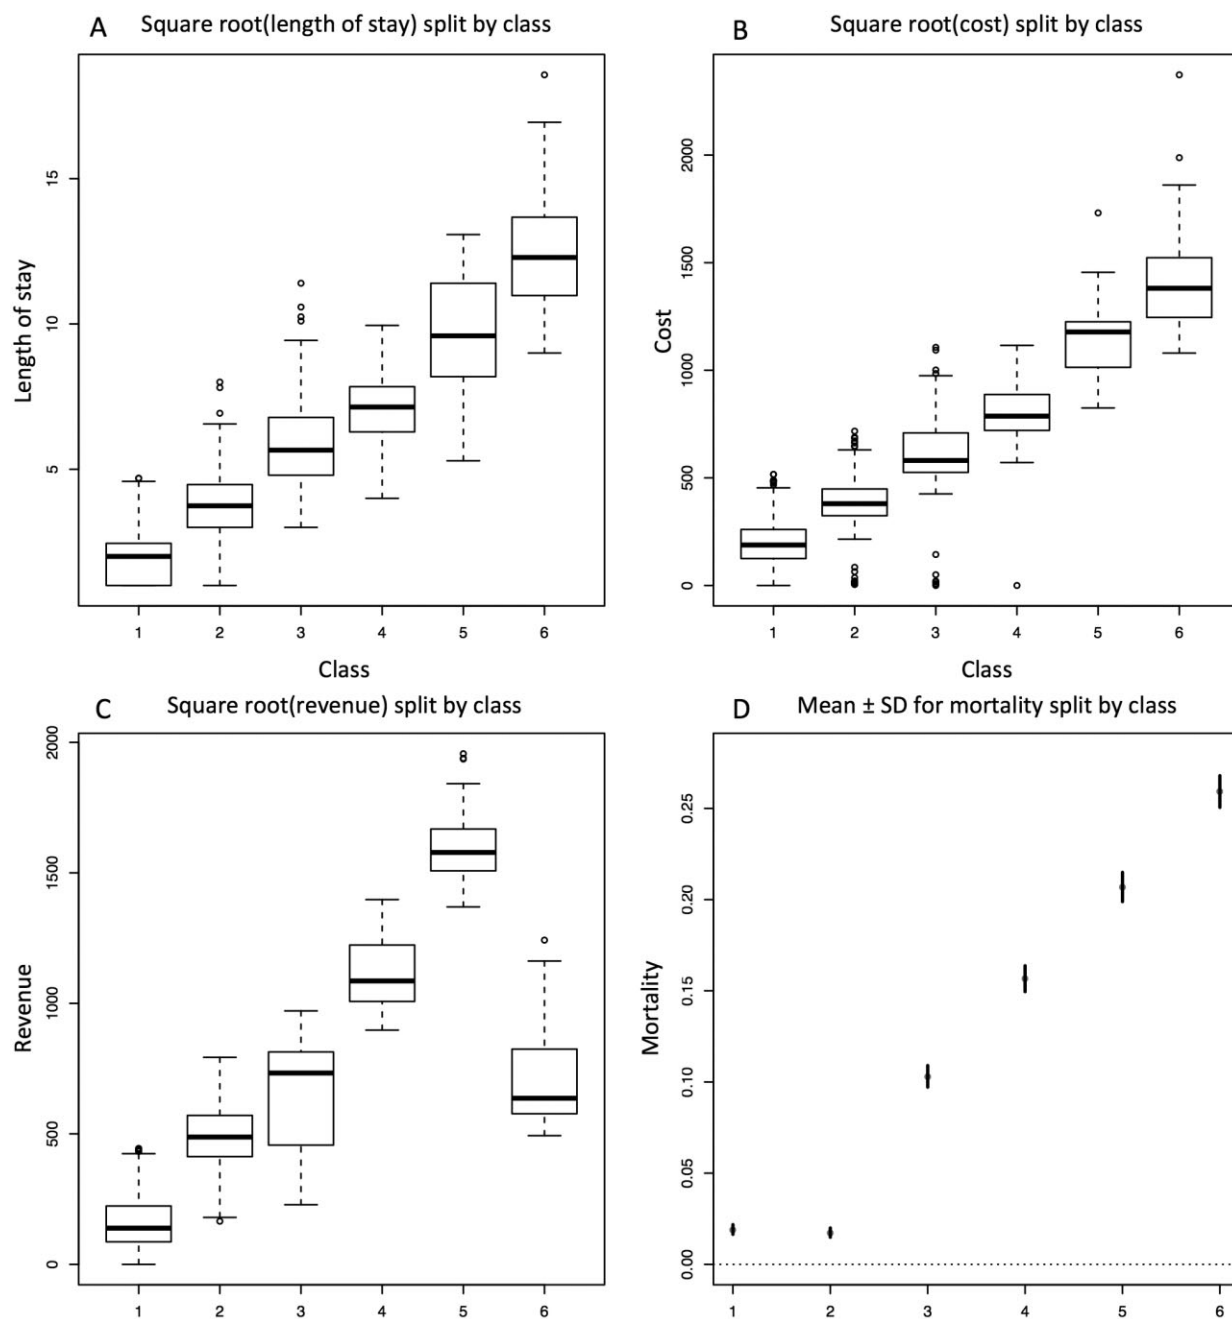 A Square root(length of stay) split by class
Length of stay
15
10
5
1 2 3 4 5 6
Class
B Square root(cost) split by class
Cost
2000
1500
1000
500
0
1 2 3 4 5 6
Class
C Square root(revenue) split by class
Revenue
2000
1500
1000
500
0
1 2 3 4 5 6
D Mean ± SD for mortality split by class
Mortality
0.25
0.20
0.15
0.10
0.05
0.00
1 2 3 4 5 6